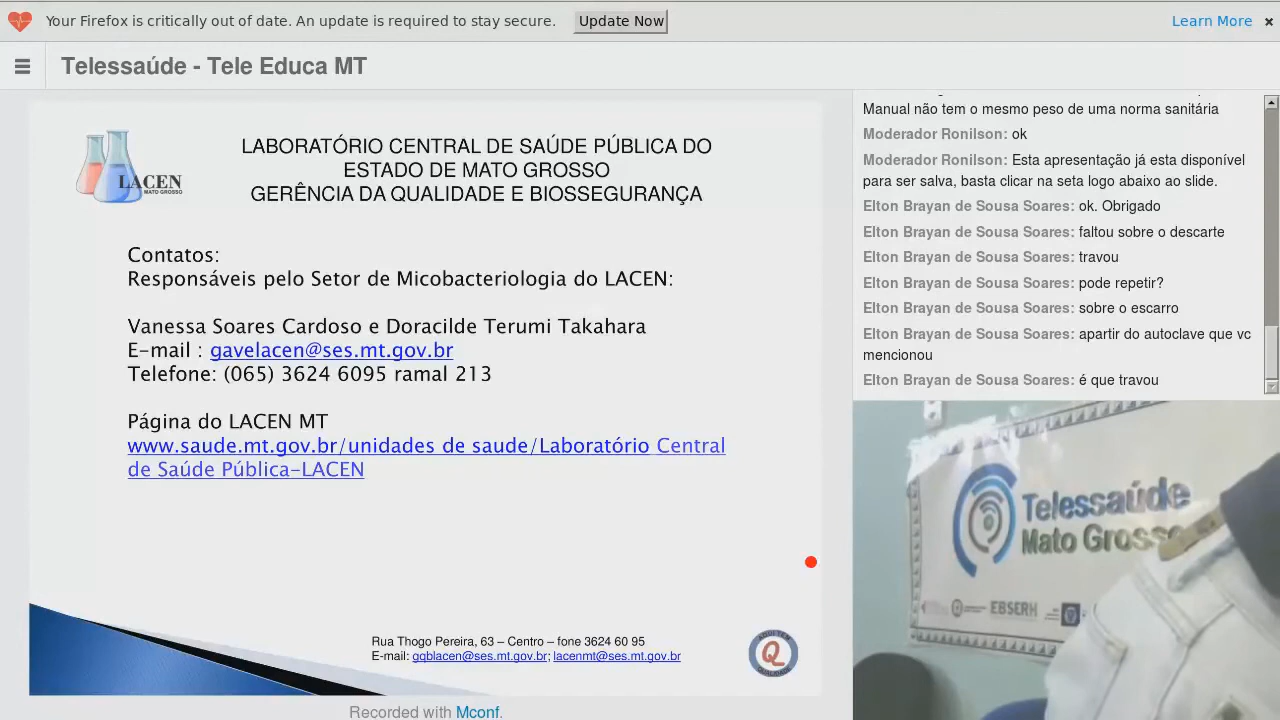 Your Firefox is critically out of date. An update is required to stay secure.
Update Now
Learn More
Telessaúde - Tele Educa MT
LACEN
MATO GROSSO
LABORATÓRIO CENTRAL DE SAÚDE PÚBLICA DO
ESTADO DE MATO GROSSO
GERÊNCIA DA QUALIDADE E BIOSSEGURANÇA
Contatos:
Responsáveis pelo Setor de Micobacteriologia do LACEN:
Vanessa Soares Cardoso e Doracilde Terumi Takahara
E-mail : gavelacen@ses.mt.gov.br
Telefone: (065) 3624 6095 ramal 213
Página do LACEN MT
www.saude.mt.gov.br/unidades de saude/Laboratório Central
de Saúde Pública-LACEN
Rua Thogo Pereira, 63 – Centro – fone 3624 60 95
E-mail: ggblacen@ses.mt.gov.br; lacenmt@ses.mt.gov.br
Q
QUALIDADE
Recorded with Mconf.
Manual não tem o mesmo peso de uma norma sanitária
Moderador Ronilson: ok
Moderador Ronilson: Esta apresentação já esta disponível
para ser salva, basta clicar na seta logo abaixo ao slide.
Elton Brayan de Sousa Soares: ok. Obrigado
Elton Brayan de Sousa Soares: faltou sobre o descarte
Elton Brayan de Sousa Soares: travou
Elton Brayan de Sousa Soares: pode repetir?
Elton Brayan de Sousa Soares: sobre o escarro
Elton Brayan de Sousa Soares: apartir do autoclave que vc
mencionou
Elton Brayan de Sousa Soares: é que travou
Telessaúde
Mato Grosso
EBSERH